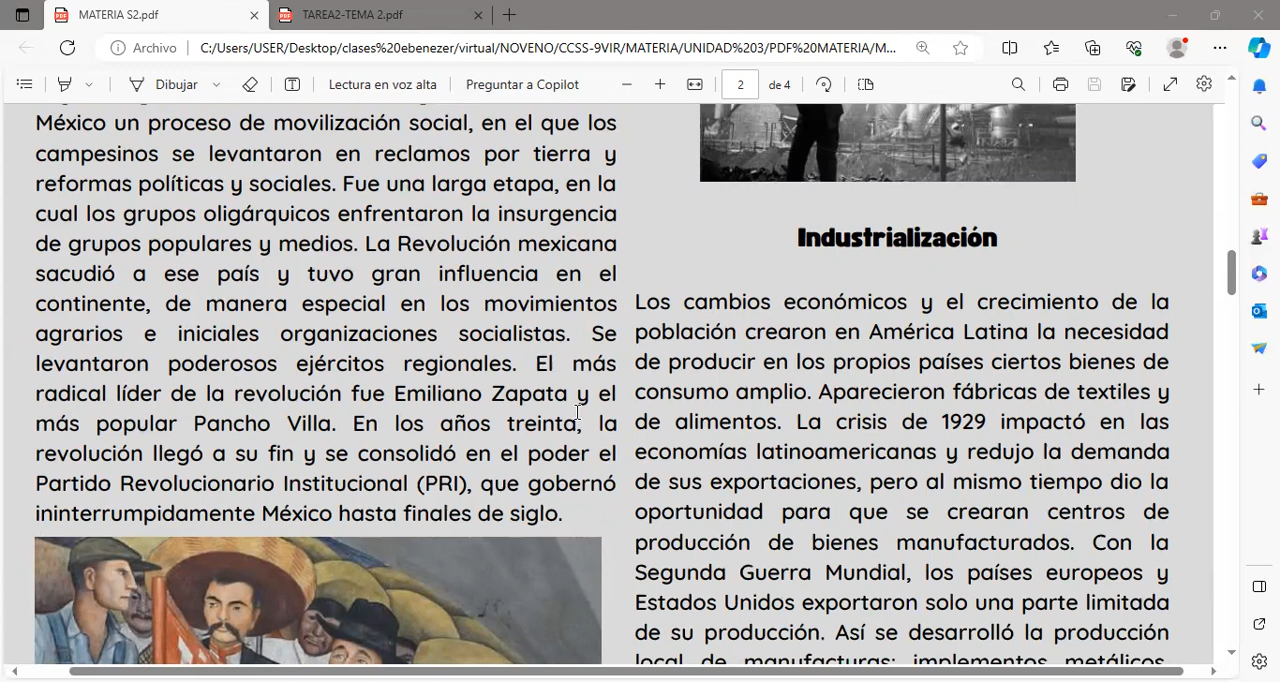 MATERIA S2.pdf
TAREA2-TEMA 2.pdf
Archivo
C:/Users/USER/Desktop/clases%20ebenezer/virtual/NOVENO/CCSS-9VIR/MATERIA/UNIDAD%203/PDF%20MATERIA/M...
Dibujar
Lectura en voz alta
Preguntar a Copilot
2
de 4
México un proceso de movilización social, en el que los
campesinos se levantaron en reclamos por tierra y
reformas políticas y sociales. Fue una larga etapa, en la
cual los grupos oligárquicos enfrentaron la insurgencia
de grupos populares y medios. La Revolución mexicana
sacudió a ese país y tuvo gran influencia en el
continente, de manera especial en los movimientos
agrarios e iniciales organizaciones socialistas. Se
levantaron poderosos ejércitos regionales. El más
radical líder de la revolución fue Emiliano Zapata y el
más popular Pancho Villa. En los años treinta, la
revolución llegó a su fin y se consolidó en el poder el
Partido Revolucionario Institucional (PRI), que gobernó
ininterrumpidamente México hasta finales de siglo.
Industrialización
Los cambios económicos y el crecimiento de la
población crearon en América Latina la necesidad
de producir en los propios países ciertos bienes de
consumo amplio. Aparecieron fábricas de textiles y
de alimentos. La crisis de 1929 impactó en las
economías latinoamericanas y redujo la demanda
de sus exportaciones, pero al mismo tiempo dio la
oportunidad para que se crearan centros de
producción de bienes manufacturados. Con la
Segunda Guerra Mundial, los países europeos y
Estados Unidos exportaron solo una parte limitada
de su producción. Así se desarrolló la producción
local de manufacturas: implementos metálicos,